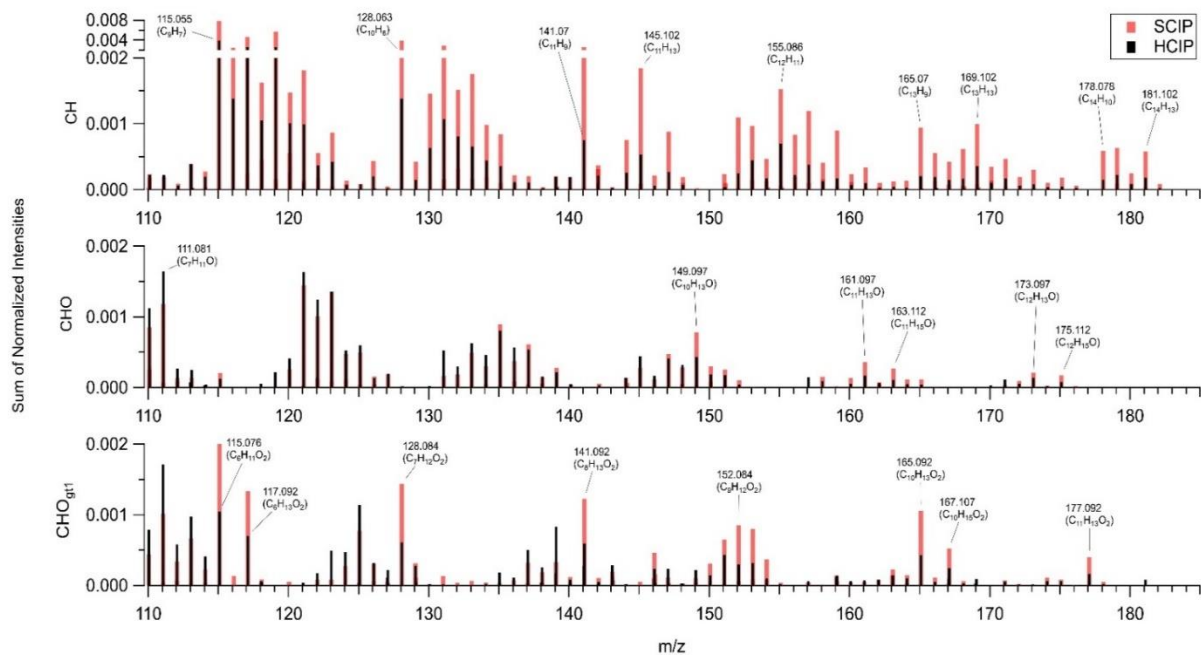 0.008
0.004
0.002
0.001
0.000
CH
115.055
(C₉H₇)
128.063
(C₁₀H₈)
141.07
(C₁₁H₉)
145.102
(C₁₁H₁₃)
155.086
(C₁₂H₁₁)
165.07
(C₁₃H₉)
169.102
(C₁₃H₁₃)
178.078
(C₁₄H₁₀)
181.102
(C₁₄H₁₃)
SCIP
HCIP
110 120 130 140 150 160 170 180
Sum of Normalized Intensities
0.002
0.001
0.000
CHO
111.081
(C₇H₁₁O)
149.097
(C₁₀H₁₃O)
161.097
(C₁₁H₁₃O)
163.112
(C₁₁H₁₅O)
173.097
(C₁₂H₁₃O)
175.112
(C₁₂H₁₅O)
110 120 130 140 150 160 170 180
0.002
0.001
0.000
CHOgt1
115.076
(C₆H₁₁O₂)
117.092
(C₆H₁₃O₂)
128.084
(C₇H₁₂O₂)
141.092
(C₈H₁₃O₂)
152.084
(C₉H₁₂O₂)
165.092
(C₁₀H₁₃O₂)
167.107
(C₁₀H₁₅O₂)
177.092
110 120 130 140 150 160 170 180
m/z